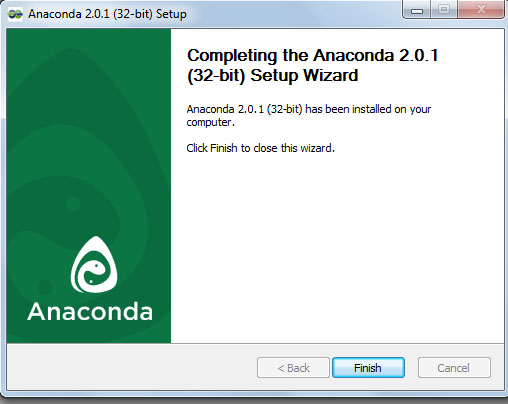 Anaconda 2.0.1 (32-bit) Setup
Completing the Anaconda 2.0.1
(32-bit) Setup Wizard
Anaconda 2.0.1 (32-bit) has been installed on your
computer.
Click Finish to close this wizard.
Anaconda
< Back
Finish
Cancel